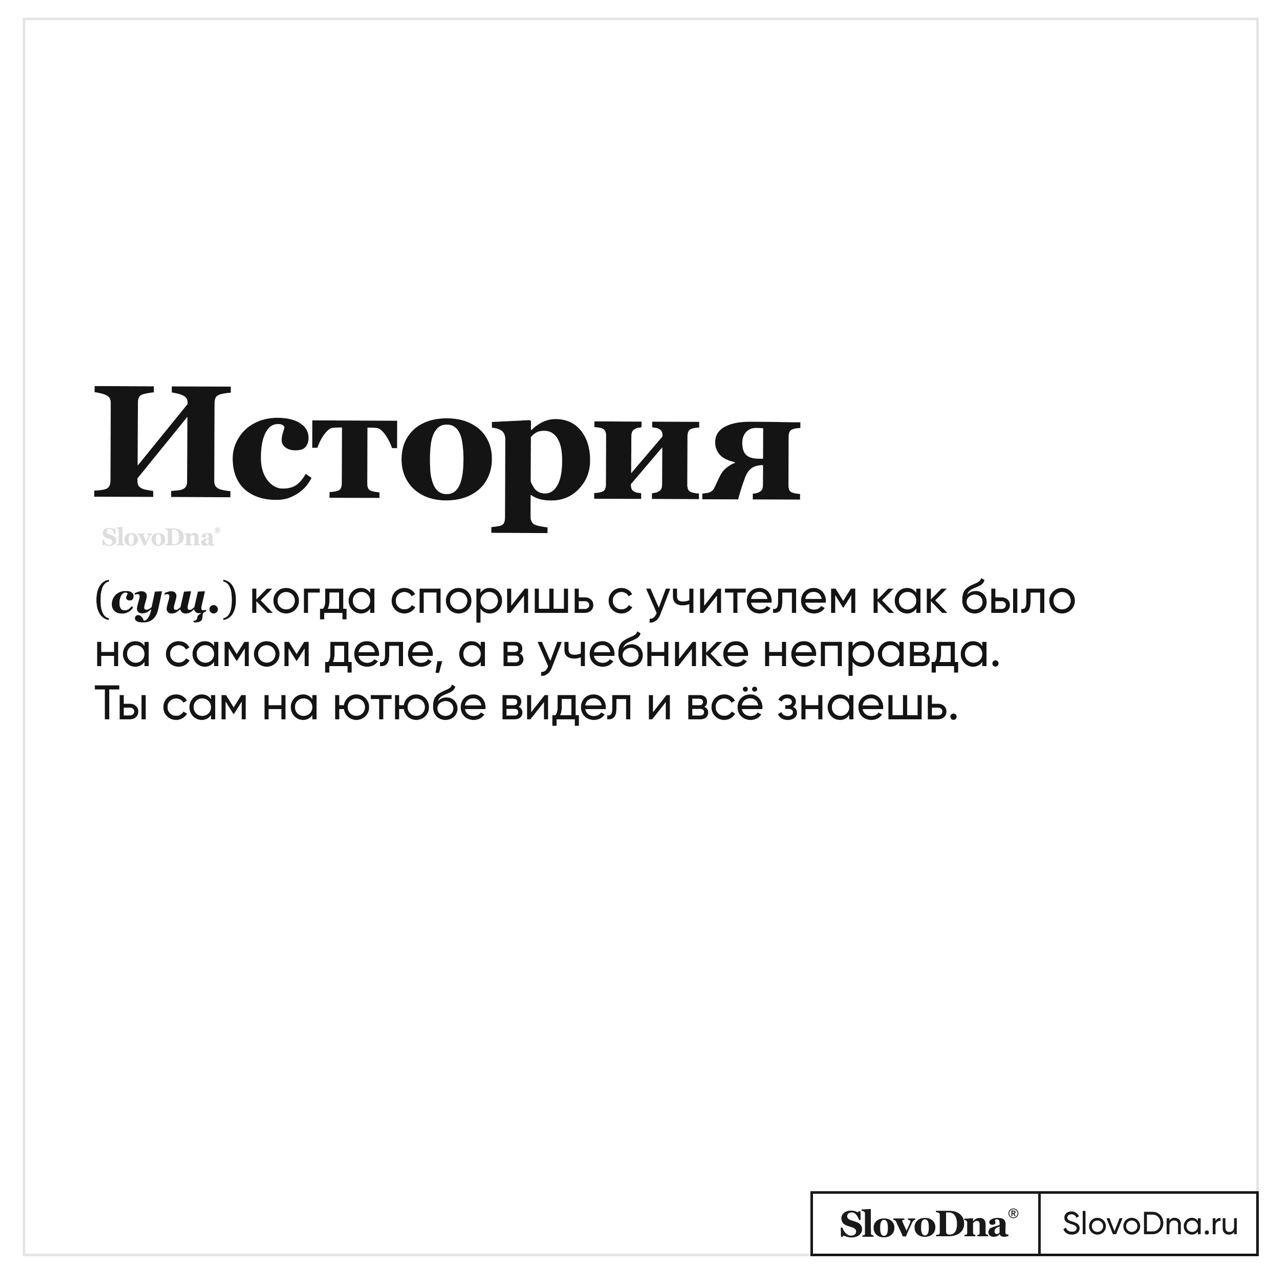 История
SlovoDna®
(сущ.) когда споришь с учителем как было
на самом деле, а в учебнике неправда.
Ты сам на ютюбе видел и всё знаешь.
SlovoDna® SlovoDna.ru